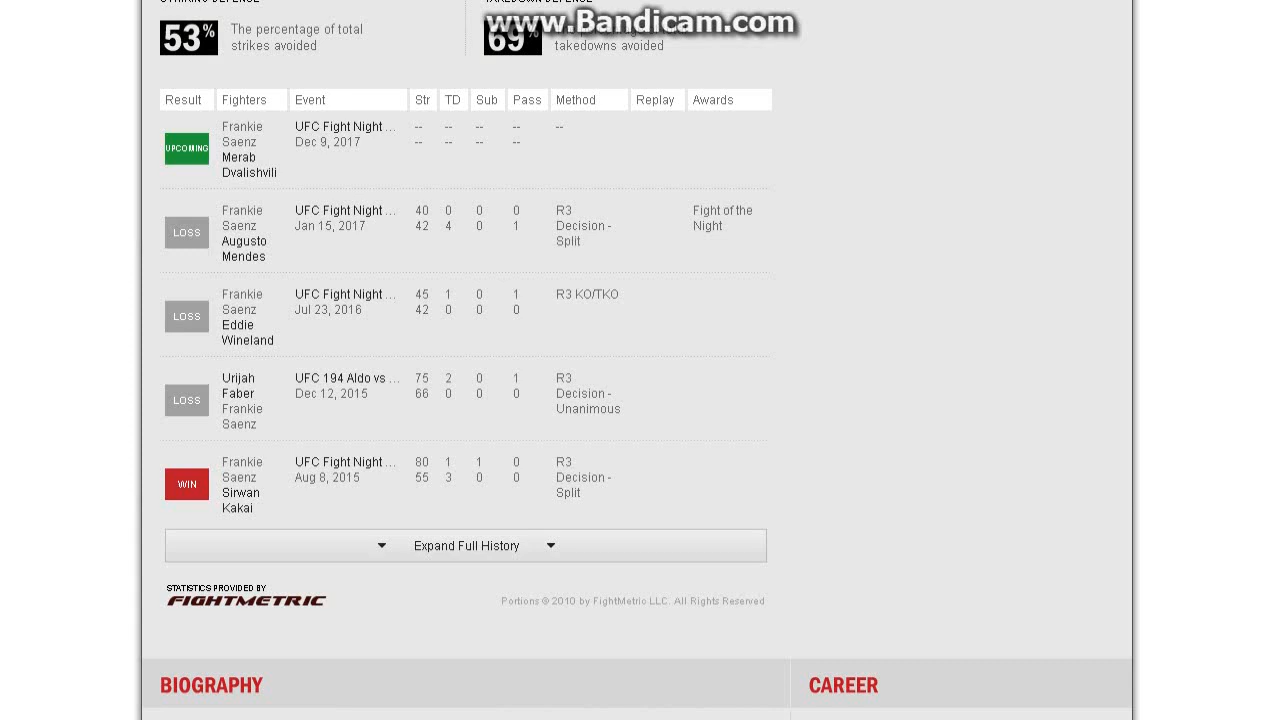 STRIKING DEFENSE
TAKEDOWN DEFENSE
www.Bandicam.com
53%
The percentage of total
strikes avoided
69%
takedowns avoided
Result Fighters Event Str TD Sub Pass Method Replay Awards
UPCOMING
Frankie
Saenz
Merab
Dvalishvili
UFC Fight Night ...
Dec 9, 2017
-- -- -- -- --
-- -- -- --
LOSS
Frankie
Saenz
Augusto
Mendes
UFC Fight Night ...
Jan 15, 2017
40 0 0 0
42 4 0 1
R3
Decision -
Split
Fight of the
Night
LOSS
Frankie
Saenz
Eddie
Wineland
UFC Fight Night ...
Jul 23, 2016
45 1 0 1
42 0 0 0
R3 KO/TKO
LOSS
Urijah
Faber
Frankie
Saenz
UFC 194 Aldo vs ...
Dec 12, 2015
75 2 0 1
66 0 0 0
R3
Decision -
Unanimous
WIN
Frankie
Saenz
Sirwan
Kakai
UFC Fight Night ...
Aug 8, 2015
80 1 1 0
55 3 0 0
R3
Decision -
Split
Expand Full History
STATISTICS PROVIDED BY
FIGHTMETRIC
Portions © 2010 by FightMetric LLC. All Rights Reserved
BIOGRAPHY
CAREER